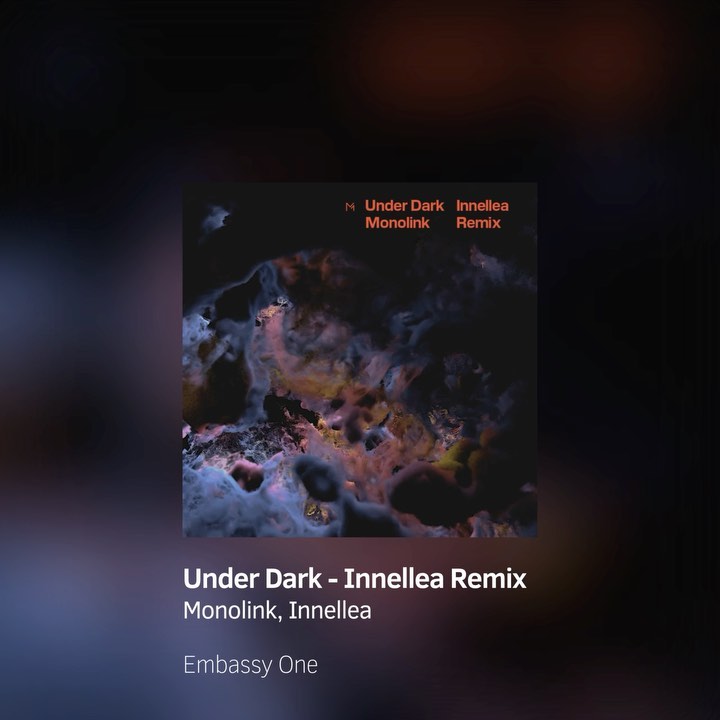 Under Dark Innellea
Monolink Remix
Under Dark - Innellea Remix
Monolink, Innellea
Embassy One